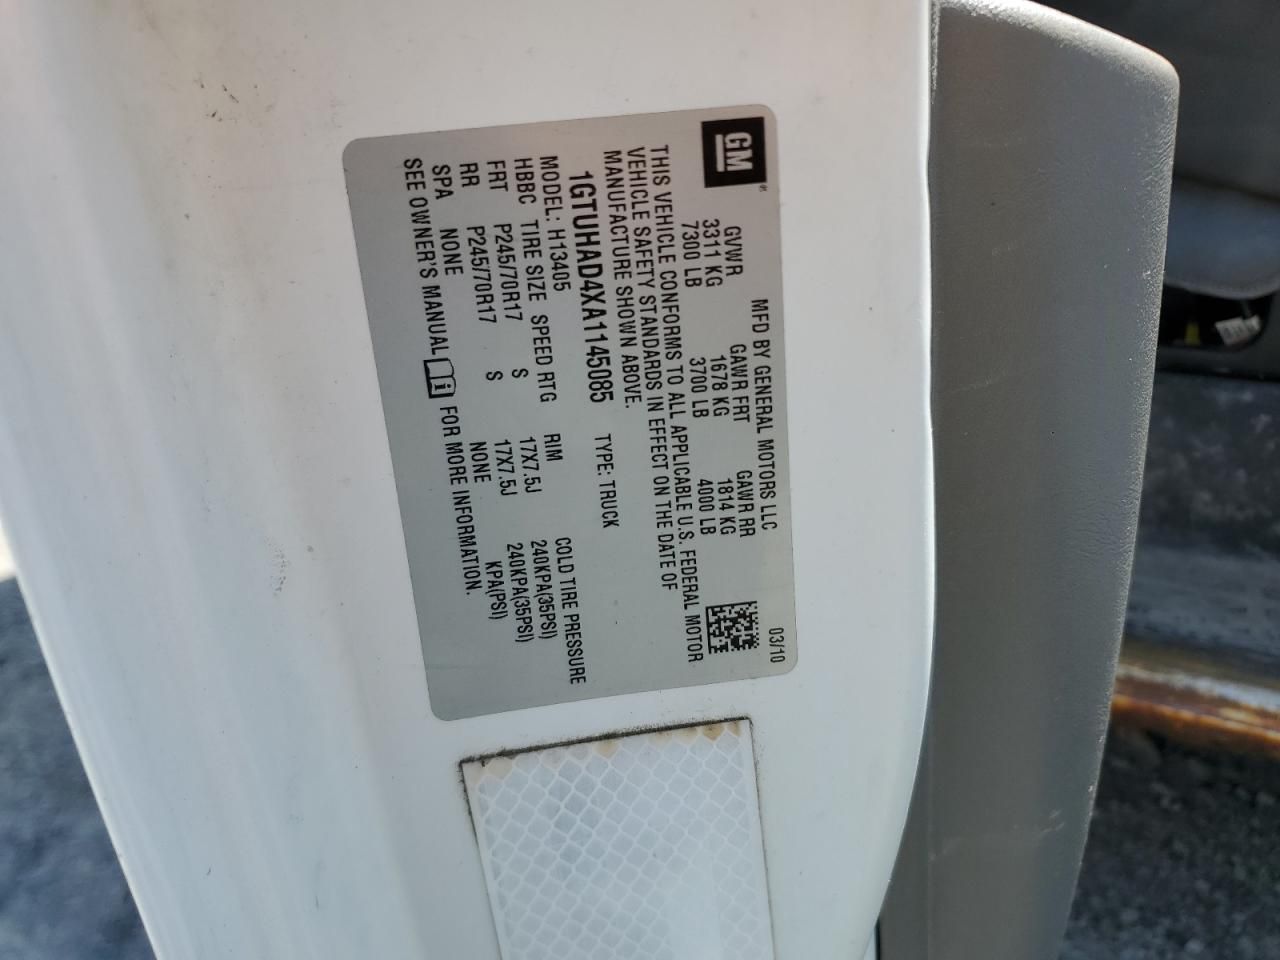 GM
MFD BY GENERAL MOTORS LLC 03/10
GVWR GAWR FRT GAWR RR
3311 KG 1678 KG 1814 KG
7300 LB 3700 LB 4000 LB
THIS VEHICLE CONFORMS TO ALL APPLICABLE U.S. FEDERAL MOTOR
VEHICLE SAFETY STANDARDS IN EFFECT ON THE DATE OF
MANUFACTURE SHOWN ABOVE.
1GTUHAD4XA1145085 TYPE: TRUCK
MODEL: H13405
HBBC TIRE SIZE SPEED RTG RIM COLD TIRE PRESSURE
FRT P245/70R17 S 17X7.5J 240KPA(35PSI)
RR P245/70R17 S 17X7.5J 240KPA(35PSI)
SPA NONE NONE KPA(PSI)
SEE OWNER'S MANUAL FOR MORE INFORMATION.